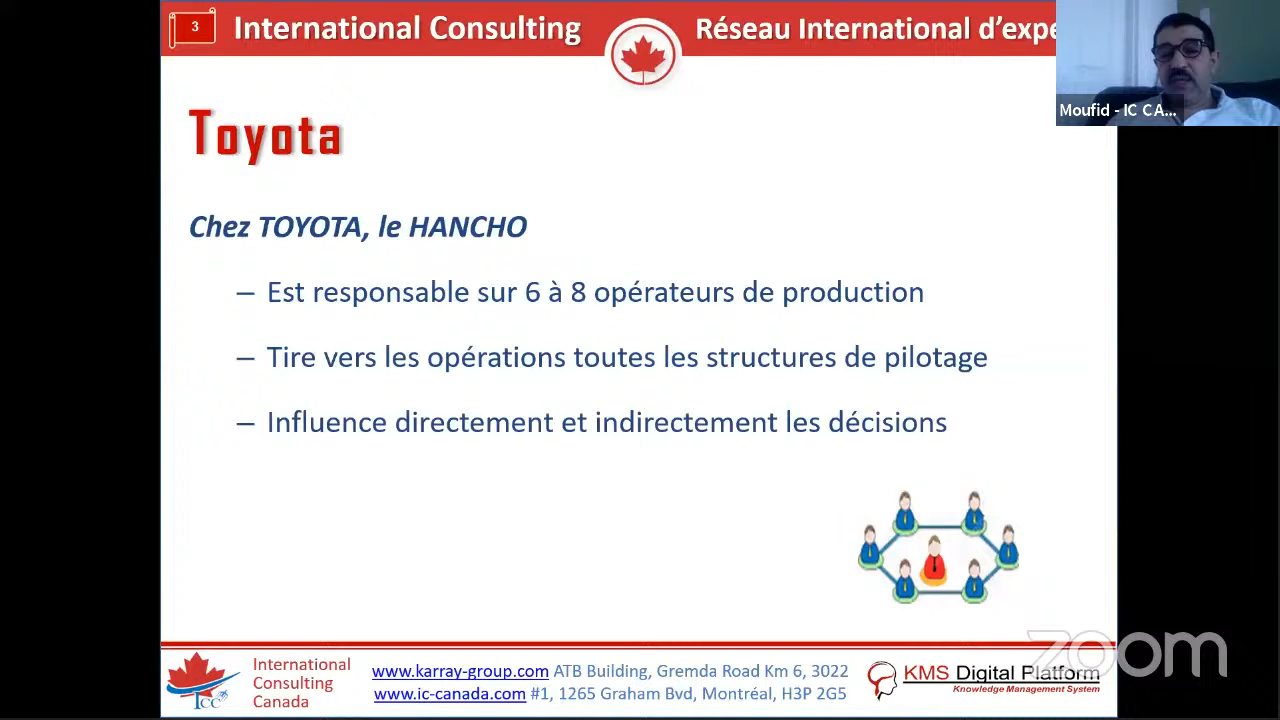 3
International Consulting
Réseau International d’expe
Moufid - IC CA...
Toyota
Chez TOYOTA, le HANCHO
– Est responsable sur 6 à 8 opérateurs de production
– Tire vers les opérations toutes les structures de pilotage
– Influence directement et indirectement les décisions
zoom
International
Consulting
Canada
ICC
www.karray-group.com ATB Building, Gremda Road Km 6, 3022
www.ic-canada.com #1, 1265 Graham Bvd, Montréal, H3P 2G5
KMS Digital Platform
Knowledge Management System